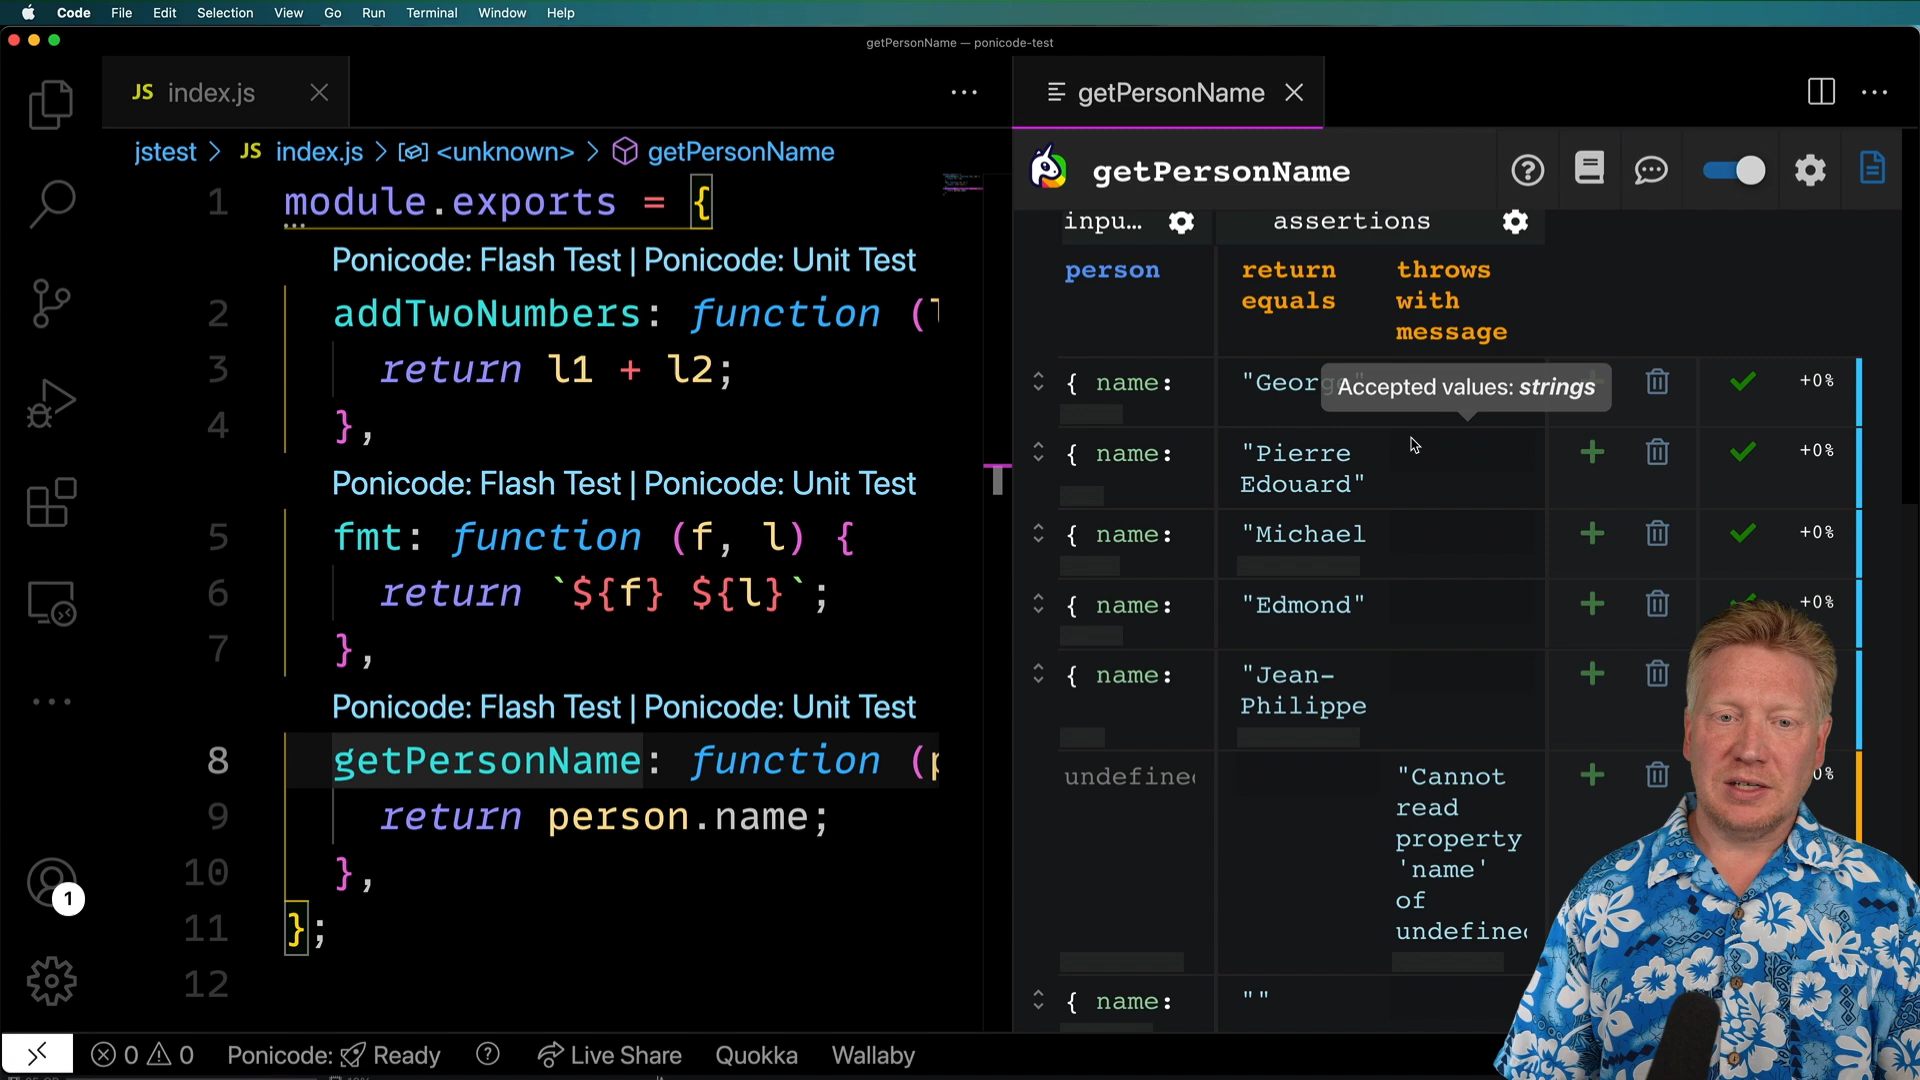 Code File Edit Selection View Go Run Terminal Window Help
getPersonName — ponicode-test
JS index.js
getPersonName
jstest > JS index.js > <unknown> > getPersonName
1 module.exports = {
Ponicode: Flash Test | Ponicode: Unit Test
2 addTwoNumbers: function (
3 return l1 + l2;
4 },
Ponicode: Flash Test | Ponicode: Unit Test
5 fmt: function (f, l) {
6 return `${f} ${l}`;
7 },
Ponicode: Flash Test | Ponicode: Unit Test
8 getPersonName: function (
9 return person.name;
10 },
11 };
12
1
getPersonName
inpu... assertions
person
return equals
throws with message
{ name: +0%
Accepted values: strings
{ name: "Pierre Edouard" +0%
{ name: "Michael +0%
{ name: "Edmond" +0%
{ name: "Jean-Philippe
"Cannot read property 'name' of
{ name: ""
0 0 Ponicode: Ready Live Share Quokka Wallaby